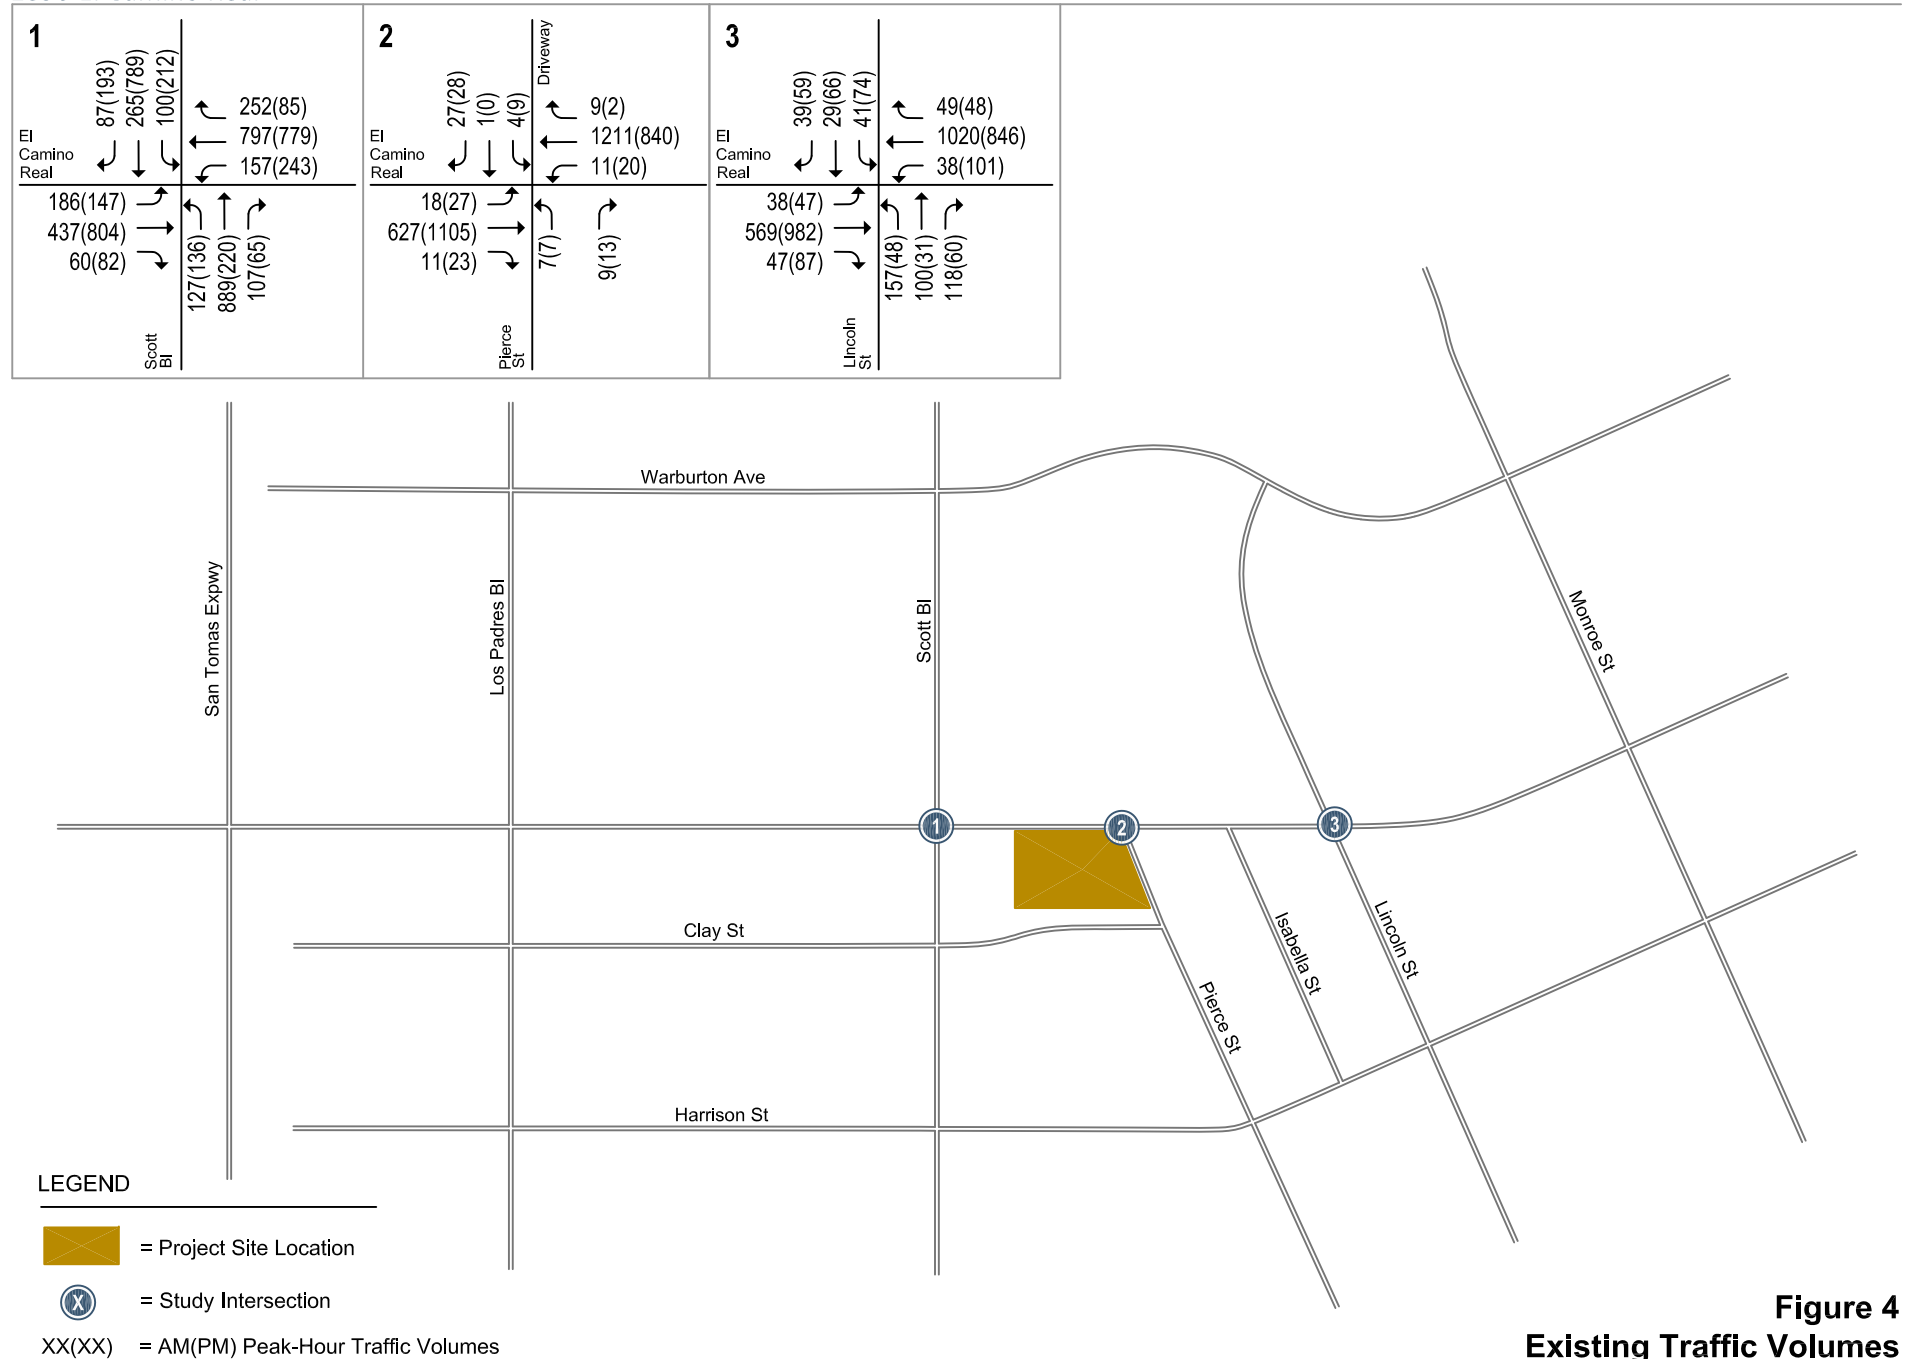 1
87(193)
265(789)
100(212)
252(85)
797(779)
157(243)
El
Camino
Real
186(147)
437(804)
60(82)
127(136)
889(220)
107(65)
Scott
Bl
2
27(28)
1(0)
4(9)
Driveway
9(2)
1211(840)
11(20)
El
Camino
Real
18(27)
627(1105)
11(23)
7(7)
9(13)
Pierce
St
3
39(59)
29(66)
41(74)
49(48)
1020(846)
38(101)
El
Camino
Real
38(47)
569(982)
47(87)
157(48)
100(31)
118(60)
LIncoln
St
Warburton Ave
San Tomas Expwy
Los Padres Bl
Scott Bl
Monroe St
1
2
3
Clay St
Isabella St
Lincoln St
Pierce St
Harrison St
LEGEND
= Project Site Location
X = Study Intersection
XX(XX) = AM(PM) Peak-Hour Traffic Volumes
Figure 4
Existing Traffic Volumes